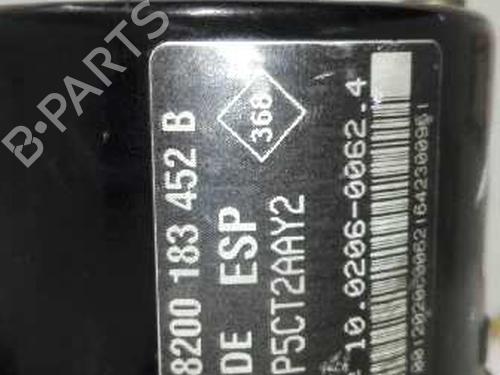 B-PARTS
368
8200 183 452 B
DE ESP
P5CT2AAY2
10.0206-0062.4